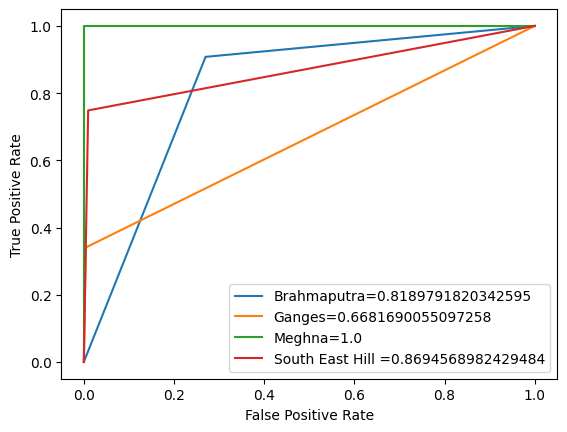 1.0
0.8
0.6
0.4
0.2
0.0
True Positive Rate
Brahmaputra=0.8189791820342595
Ganges=0.6681690055097258
Meghna=1.0
South East Hill =0.8694568982429484
0.0 0.2 0.4 0.6 0.8 1.0
False Positive Rate